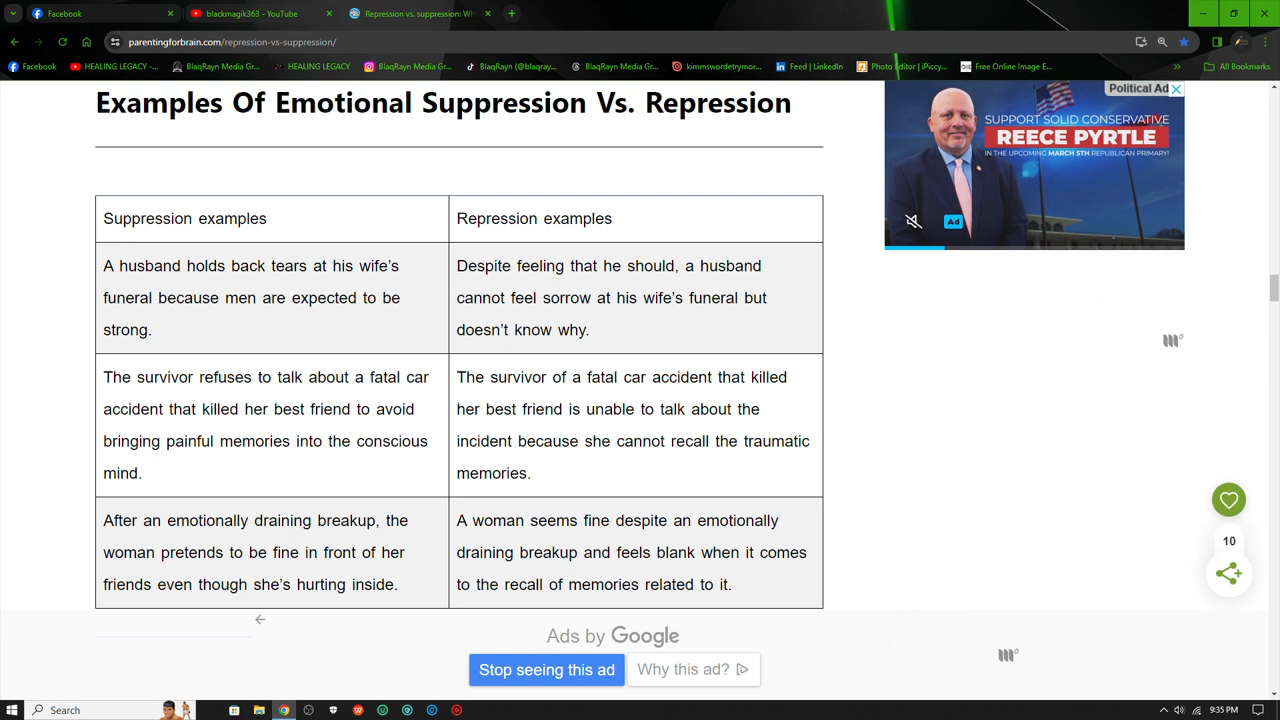 Facebook
blackmagik363 - YouTube
Repression vs. suppression: Wh
parentingforbrain.com/repression-vs-suppression/
Facebook
HEALING LEGACY -...
BlaqRayn Media Gr...
HEALING LEGACY
BlaqRayn Media Gr...
BlaqRayn (@blaqray...
BlaqRayn Media Gr...
kimmswordetrymor...
Feed | LinkedIn
Photo Editor | iPiccy...
Free Online Image E...
»
All Bookmarks
Examples Of Emotional Suppression Vs. Repression
Political Ad
SUPPORT SOLID CONSERVATIVE
REECE PYRTLE
IN THE UPCOMING MARCH 5TH REPUBLICAN PRIMARY!
Ad
Suppression examples
Repression examples
A husband holds back tears at his wife’s
funeral because men are expected to be
strong.
Despite feeling that he should, a husband
cannot feel sorrow at his wife’s funeral but
doesn’t know why.
The survivor refuses to talk about a fatal car
accident that killed her best friend to avoid
bringing painful memories into the conscious
mind.
The survivor of a fatal car accident that killed
her best friend is unable to talk about the
incident because she cannot recall the traumatic
memories.
After an emotionally draining breakup, the
woman pretends to be fine in front of her
friends even though she’s hurting inside.
A woman seems fine despite an emotionally
draining breakup and feels blank when it comes
to the recall of memories related to it.
10
Ads by Google
Stop seeing this ad
Why this ad?
Search
9:35 PM